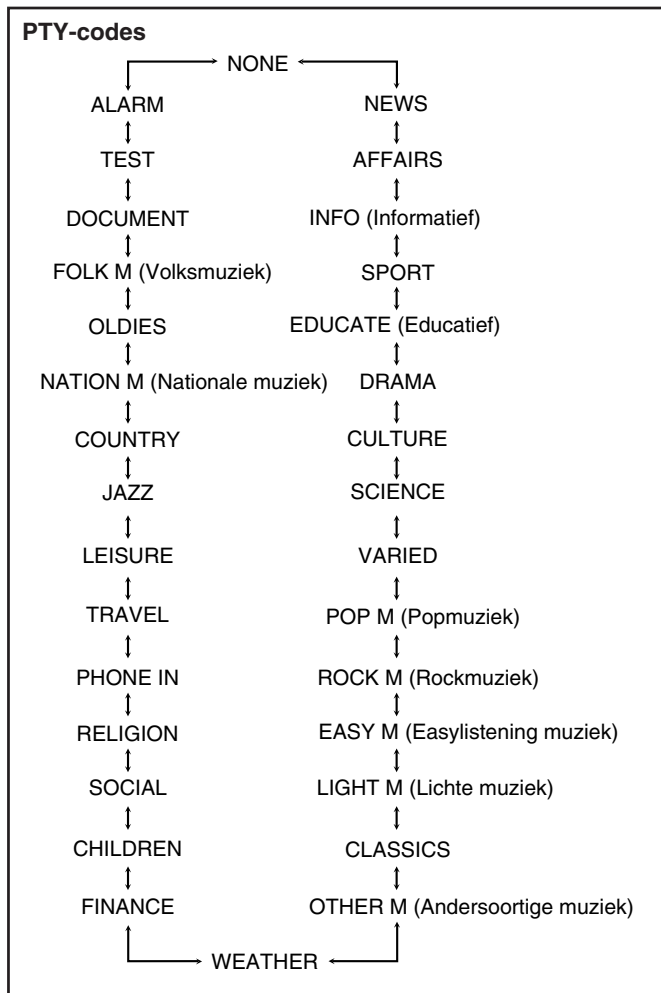 PTY-codes
NONE
ALARM NEWS
TEST AFFAIRS
DOCUMENT INFO (Informatief)
FOLK M (Volksmuziek) SPORT
OLDIES EDUCATE (Educatief)
NATION M (Nationale muziek) DRAMA
COUNTRY CULTURE
JAZZ SCIENCE
LEISURE VARIED
TRAVEL POP M (Popmuziek)
PHONE IN ROCK M (Rockmuziek)
RELIGION EASY M (Easylistening muziek)
SOCIAL LIGHT M (Lichte muziek)
CHILDREN CLASSICS
FINANCE OTHER M (Andersoortige muziek)
WEATHER